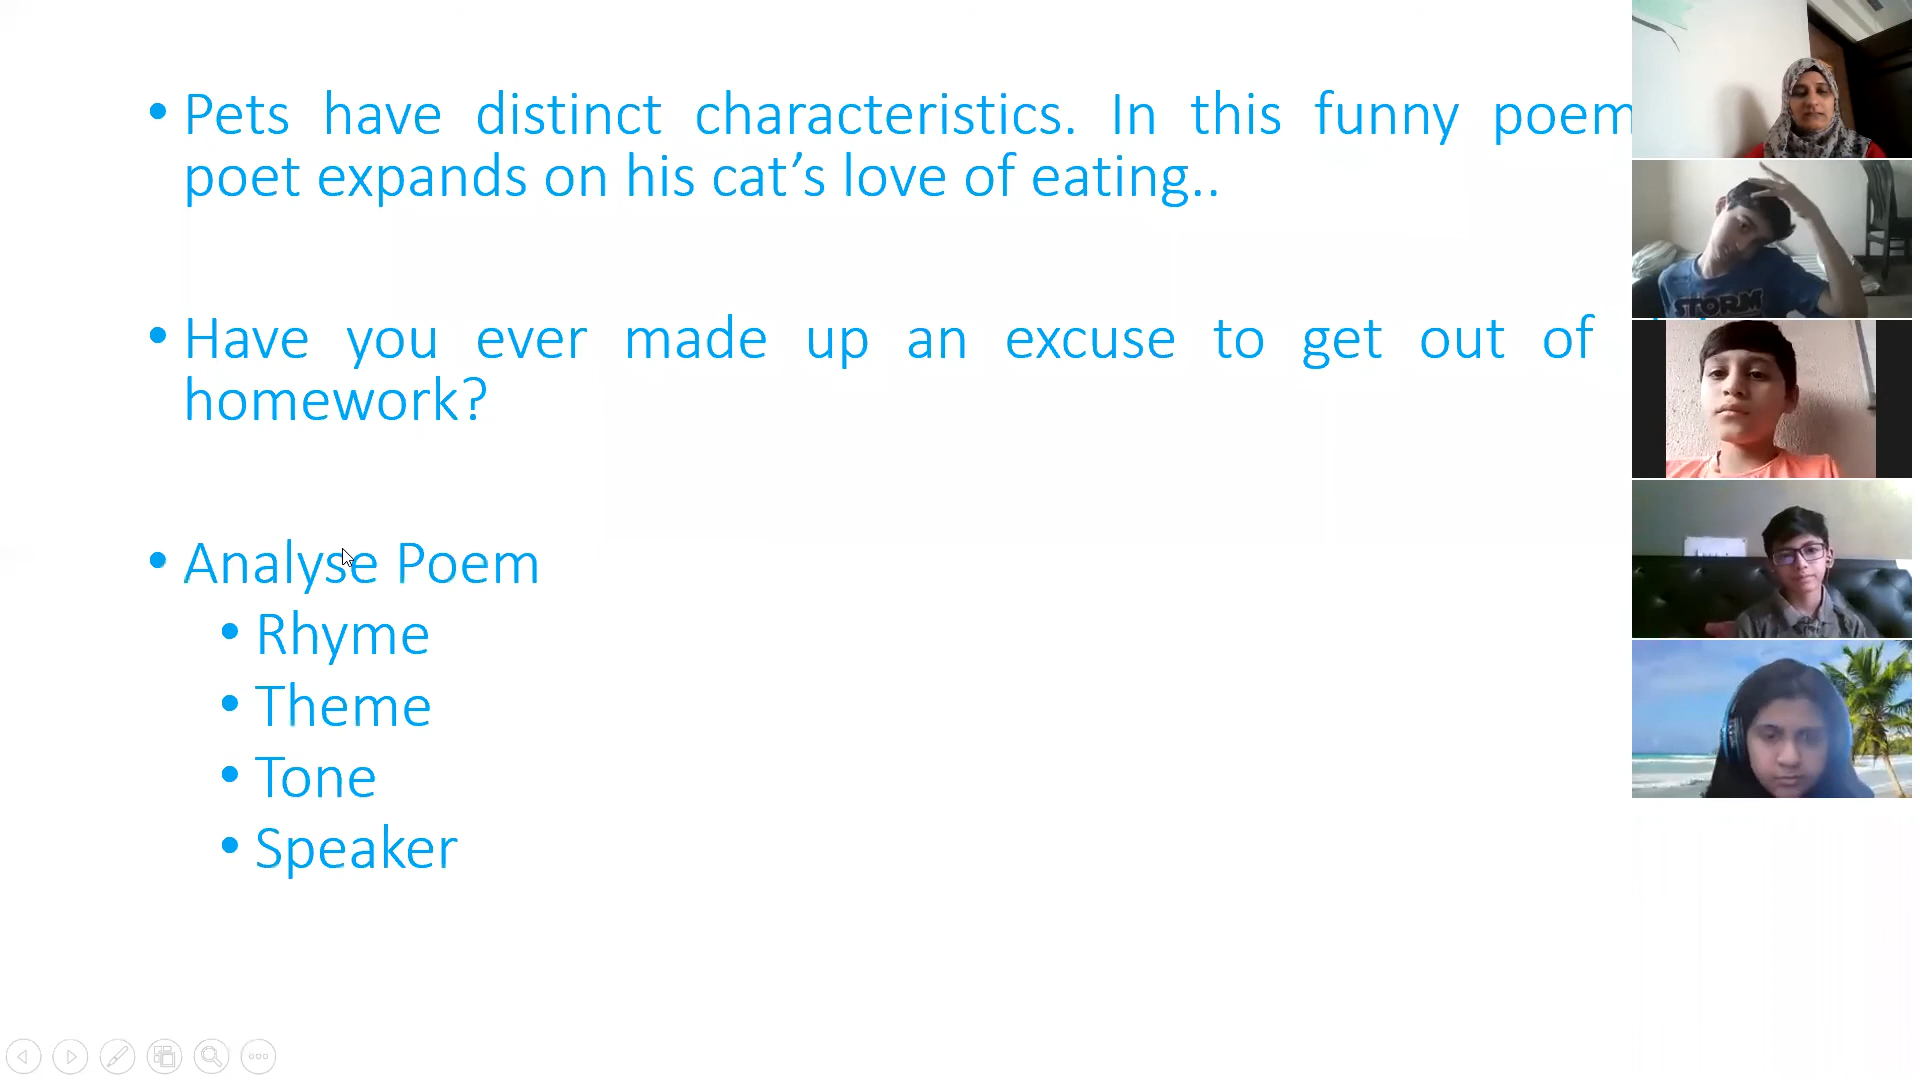 • Pets have distinct characteristics. In this funny poem
poet expands on his cat’s love of eating..
• Have you ever made up an excuse to get out of
homework?
• Analyse Poem
• Rhyme
• Theme
• Tone
• Speaker
STORM